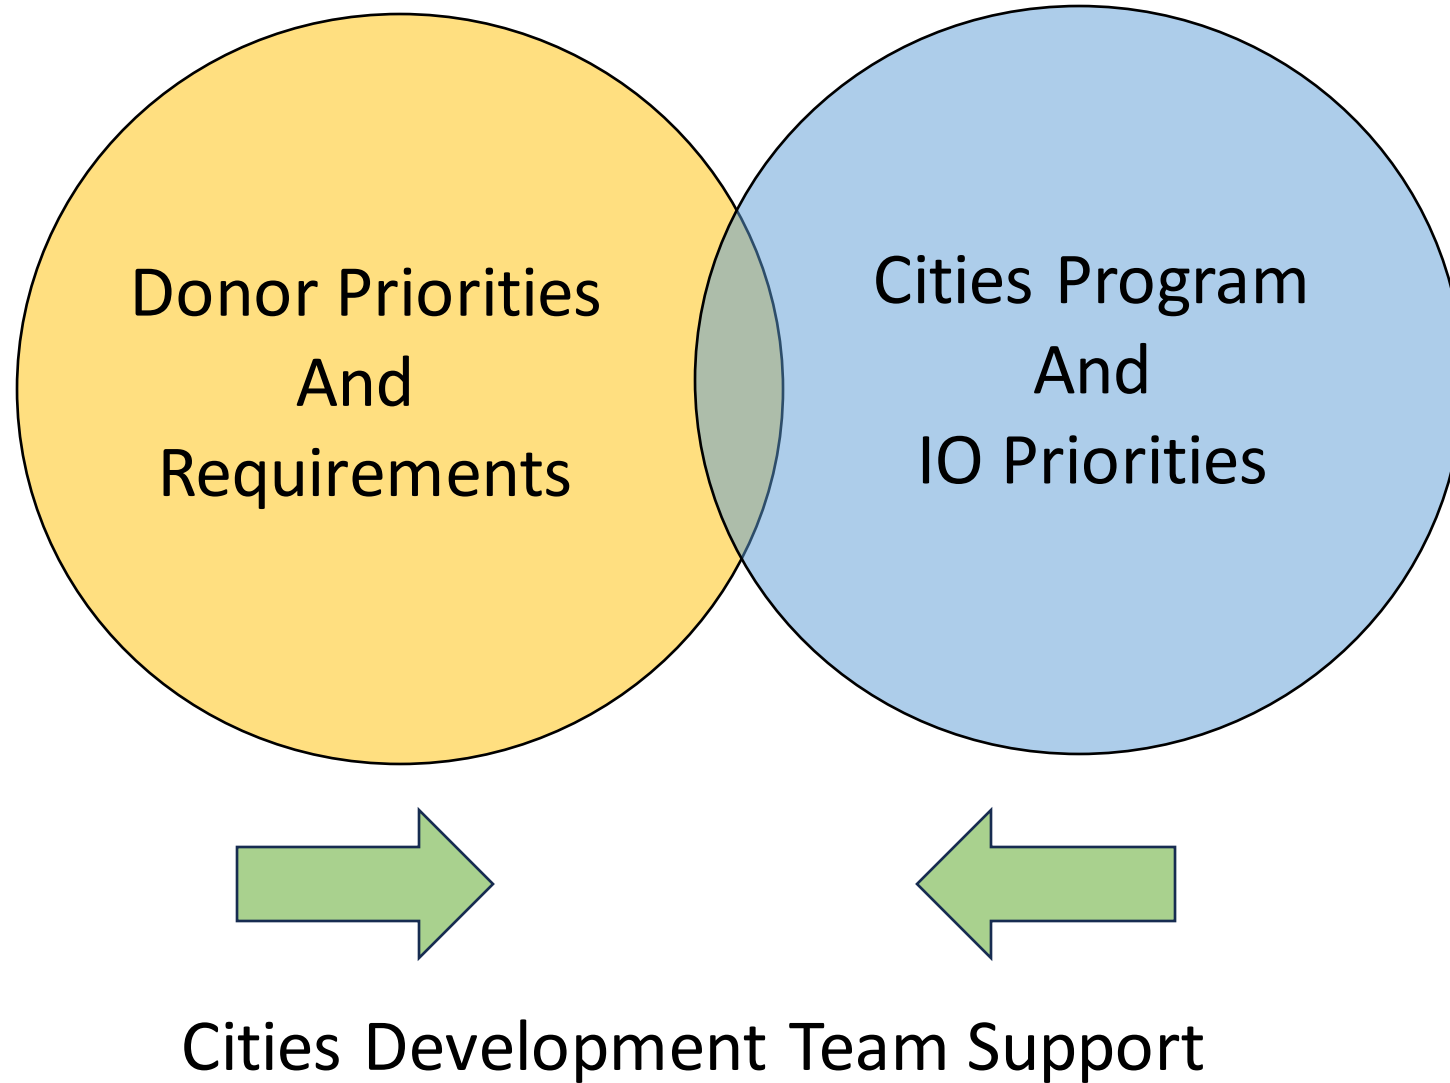 Donor Priorities
And
Requirements
Cities Program
And
IO Priorities
Cities Development Team Support